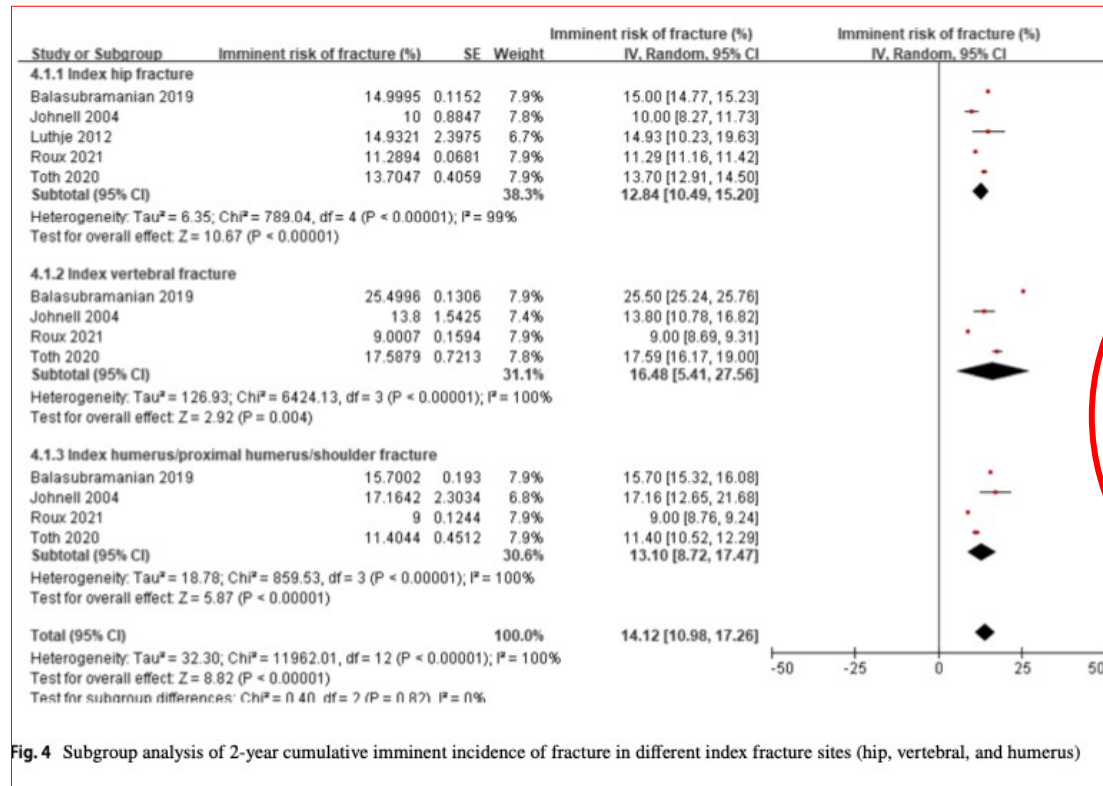 Imminent risk of fracture (%) Imminent risk of fracture (%)
Study or Subgroup Imminent risk of fracture (%) SE Weight IV, Random, 95% CI IV, Random, 95% CI
4.1.1 Index hip fracture
Balasubramanian 2019 14.9995 0.1152 7.9% 15.00 [14.77, 15.23]
Johnell 2004 10 0.8847 7.8% 10.00 [8.27, 11.73]
Luthje 2012 14.9321 2.3975 6.7% 14.93 [10.23, 19.63]
Roux 2021 11.2894 0.0681 7.9% 11.29 [11.16, 11.42]
Toth 2020 13.7047 0.4059 7.9% 13.70 [12.91, 14.50]
Subtotal (95% CI) 38.3% 12.84 [10.49, 15.20]
Heterogeneity: Tau² = 6.35; Chi² = 789.04, df = 4 (P < 0.00001); I² = 99%
Test for overall effect: Z = 10.67 (P < 0.00001)
4.1.2 Index vertebral fracture
Balasubramanian 2019 25.4996 0.1306 7.9% 25.50 [25.24, 25.76]
Johnell 2004 13.8 1.5425 7.4% 13.80 [10.78, 16.82]
Roux 2021 9.0007 0.1594 7.9% 9.00 [8.69, 9.31]
Toth 2020 17.5879 0.7213 7.8% 17.59 [16.17, 19.00]
Subtotal (95% CI) 31.1% 16.48 [5.41, 27.56]
Heterogeneity: Tau² = 126.93; Chi² = 6424.13, df = 3 (P < 0.00001); I² = 100%
Test for overall effect: Z = 2.92 (P = 0.004)
4.1.3 Index humerus/proximal humerus/shoulder fracture
Balasubramanian 2019 15.7002 0.193 7.9% 15.70 [15.32, 16.08]
Johnell 2004 17.1642 2.3034 6.8% 17.16 [12.65, 21.68]
Roux 2021 9 0.1244 7.9% 9.00 [8.76, 9.24]
Toth 2020 11.4044 0.4512 7.9% 11.40 [10.52, 12.29]
Subtotal (95% CI) 30.6% 13.10 [8.72, 17.47]
Heterogeneity: Tau² = 18.78; Chi² = 859.53, df = 3 (P < 0.00001); I² = 100%
Test for overall effect: Z = 5.87 (P < 0.00001)
Total (95% CI) 100.0% 14.12 [10.98, 17.26]
Heterogeneity: Tau² = 32.30; Chi² = 11962.01, df = 12 (P < 0.00001); I² = 100%
Test for overall effect: Z = 8.82 (P < 0.00001)
Test for subgroup differences: Chi² = 0.40, df = 2 (P = 0.82), I² = 0%
-50 -25 0 25 50
Fig. 4 Subgroup analysis of 2-year cumulative imminent incidence of fracture in different index fracture sites (hip, vertebral, and humerus)